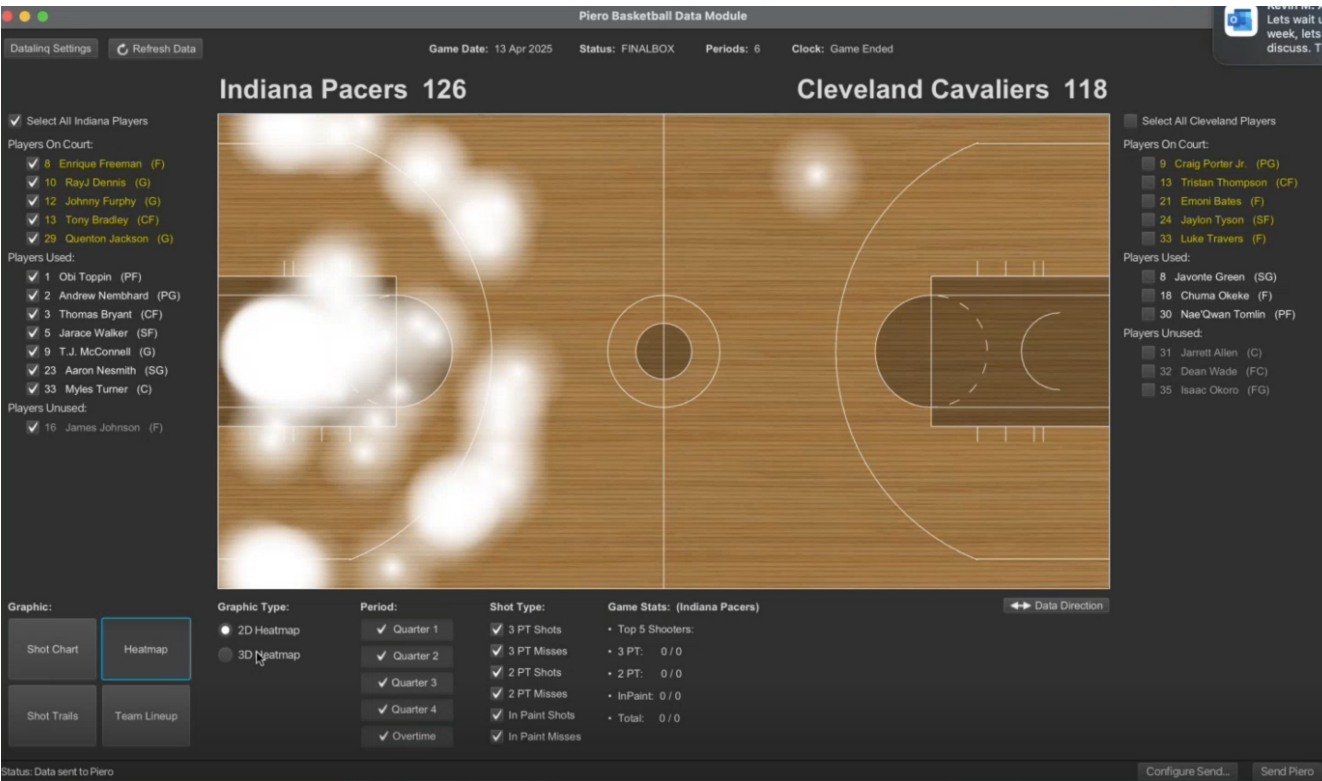 Piero Basketball Data Module
Lets wait
week, lets
discuss. T
Datalinq Settings
Refresh Data
Game Date: 13 Apr 2025 Status: FINALBOX Periods: 6 Clock: Game Ended
Indiana Pacers 126
Cleveland Cavaliers 118
Select All Indiana Players
Players On Court:
8 Enrique Freeman (F)
10 RayJ Dennis (G)
12 Johnny Furphy (G)
13 Tony Bradley (CF)
29 Quenton Jackson (G)
Players Used:
1 Obi Toppin (PF)
2 Andrew Nembhard (PG)
3 Thomas Bryant (CF)
5 Jarace Walker (SF)
9 T.J. McConnell (G)
23 Aaron Nesmith (SG)
33 Myles Turner (C)
Players Unused:
16 James Johnson (F)
Select All Cleveland Players
Players On Court:
9 Craig Porter Jr. (PG)
13 Tristan Thompson (CF)
21 Emoni Bates (F)
24 Jaylon Tyson (SF)
33 Luke Travers (F)
Players Used:
8 Javonte Green (SG)
18 Chuma Okeke (F)
30 Nae'Qwan Tomlin (PF)
Players Unused:
31 Jarrett Allen (C)
32 Dean Wade (FC)
35 Isaac Okoro (FG)
Graphic:
Shot Chart
Heatmap
Shot Trails
Team Lineup
Graphic Type:
2D Heatmap
3D Heatmap
Period:
Quarter 1
Quarter 2
Quarter 3
Quarter 4
Overtime
Shot Type:
3 PT Shots
3 PT Misses
2 PT Shots
2 PT Misses
In Paint Shots
In Paint Misses
Game Stats: (Indiana Pacers)
• Top 5 Shooters:
• 3 PT: 0 / 0
• 2 PT: 0 / 0
• InPaint: 0 / 0
• Total: 0 / 0
Data Direction
Status: Data sent to Piero
Configure Send...
Send Piero